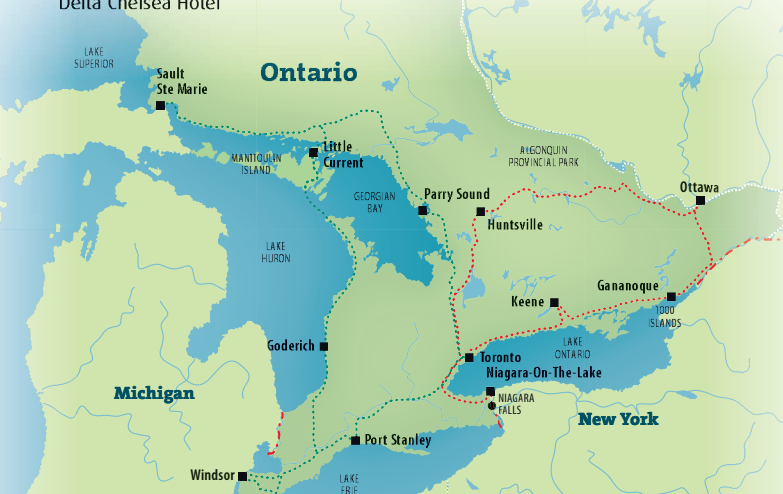 Delta Chelsea Hotel
LAKE
SUPERIOR
Sault
Ste Marie
Ontario
Little
Current
MANITOULIN
ISLAND
ALGONQUIN
PROVINCIAL PARK
GEORGIAN
BAY
Parry Sound
Ottawa
Huntsville
LAKE
HURON
Gananoque
Keene
1000
ISLANDS
Goderich
LAKE
ONTARIO
Toronto
Niagara-On-The-Lake
Michigan
NIAGARA
FALLS
New York
Port Stanley
Windsor
LAKE
ERIE